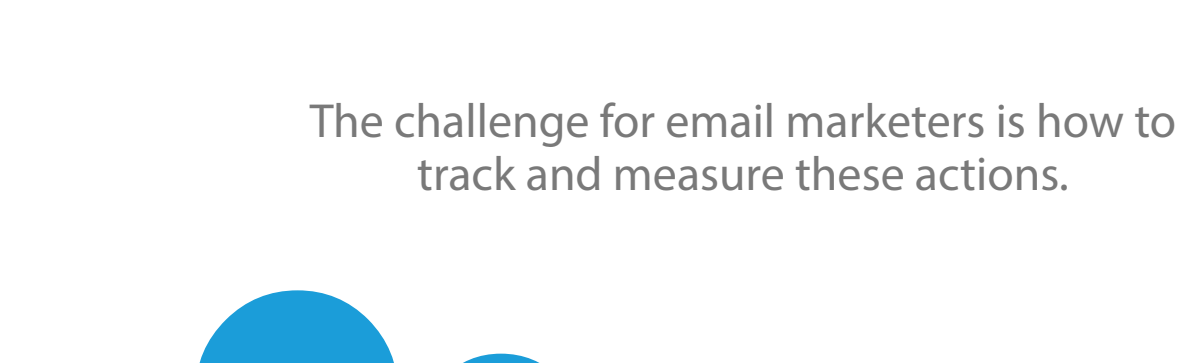 The challenge for email marketers is how to
track and measure these actions.